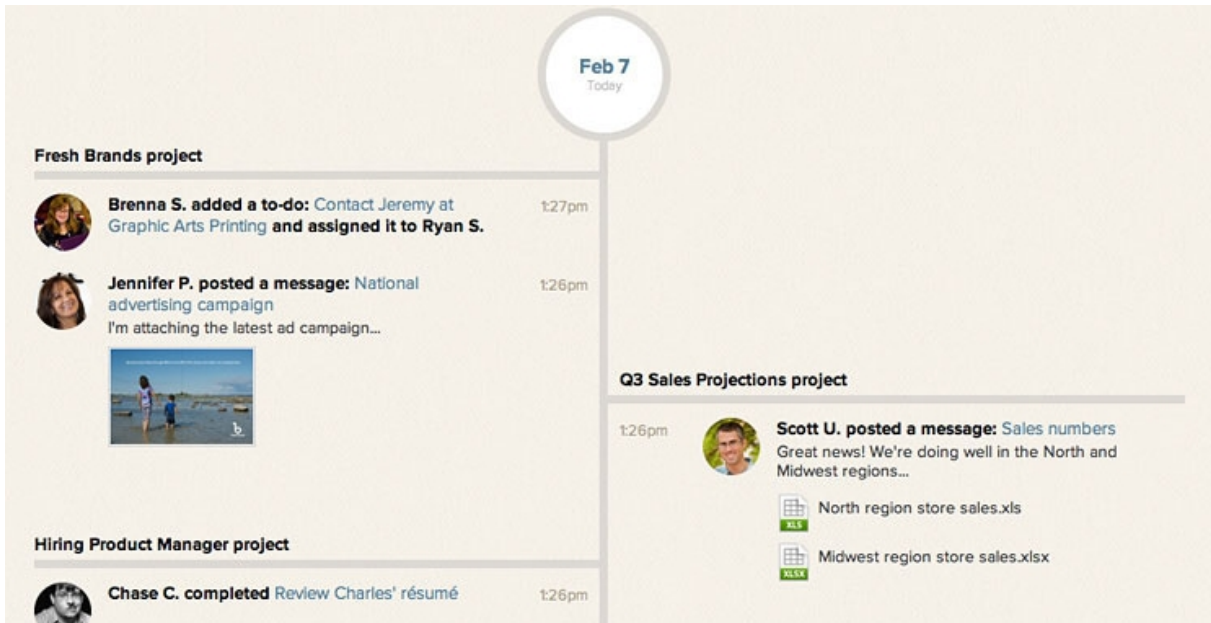 Feb 7
Today
Fresh Brands project
Brenna S. added a to-do: Contact Jeremy at 1:27pm
Graphic Arts Printing and assigned it to Ryan S.
Jennifer P. posted a message: National 1:26pm
advertising campaign
I'm attaching the latest ad campaign...
Q3 Sales Projections project
1:26pm Scott U. posted a message: Sales numbers
Great news! We're doing well in the North and
Midwest regions...
XLS North region store sales.xls
XLSX Midwest region store sales.xlsx
Hiring Product Manager project
Chase C. completed Review Charles' résumé 1:26pm